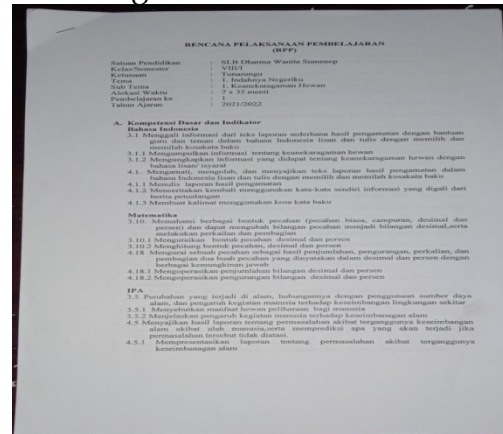 RENCANA PELAKSANAAN PEMBELAJARAN
(RPP)
Satuan Pendidikan : SLB Dharma Wanita Sumenep
Kelas/Semester : VIII/I
Ketunaan : Tunarungu
Tema : 1. Indahnya Negeriku
Sub Tema : 1. Keanekaragaman Hewan
Alokasi Waktu : 7 x 35 menit
Pembelajaran ke : 1
Tahun Ajaran : 2021/2022
A. Kompetensi Dasar dan Indikator
Bahasa Indonesia
3.1 Menggali informasi dari teks laporan sederhana hasil pengamatan dengan bantuan
guru dan teman dalam bahasa Indonesia lisan dan tulis dengan memilih dan
memilah kosakata baku
3.1.1 Mengumpulkan informasi tentang keanekaragaman hewan
3.1.2 Mengungkapkan informasi yang didapat tentang keanekaragaman hewan dengan
bahasa lisan/ isyarat
4.1. Mengamati, mengolah, dan menyajikan teks laporan hasil pengamatan dalam
bahasa Indonesia lisan dan tulis dengan memilih dan memilah kosakata baku
4.1.1 Menulis laporan hasil pengamatan
4.1.2 Menceritakan kembali menggunakan kata-kata sendiri informasi yang digali dari
berita petualangan
4.1.3 Membuat kalimat menggunakan kosa kata baku
Matematika
3.10. Memahami berbagai bentuk pecahan (pecahan biasa, campuran, desimal dan
persen) dan dapat mengubah bilangan pecahan menjadi bilangan desimal,serta
melakukan perkalian dan pembagian
3.10.1 Menguraikan bentuk pecahan desimal dan persen
3.10.2 Menghitung bentuk pecahan, desimal dan persen
4.18 Mengurai sebuah pecahan sebagai hasil penjumlahan, pengurangan, perkalian, dan
pembagian dua buah pecahan yang dinyatakan dalam desimal dan persen dengan
berbagai kemungkinan jawab
4.18.1 Mengoperasikan penjumlahan bilangan desimal dan persen
4.18.2 Mengoperasikan pengurangan bilangan desimal dan persen
IPA
3.5 Perubahan yang terjadi di alam, hubungannya dengan penggunaan sumber daya
alam, dan pengaruh kegiatan manusia terhadap keseimbangan lingkungan sekitar
3.5.1 Menyebutkan manfaat hewan peliharaan bagi manusia
3.5.2 Menjelaskan pengaruh kegiatan manusia terhadap keseimbangan alam
4.5 Menyajikan hasil laporan tentang permasalahan akibat terganggunya keseimbangan
alam akibat ulah manusia,serta memprediksi apa yang akan terjadi jika
permasalahan tersebut tidak diatasi.
4.5.1 Mempresentasikan laporan tentang permasalahan akibat terganggunya
keseimbanagan alam